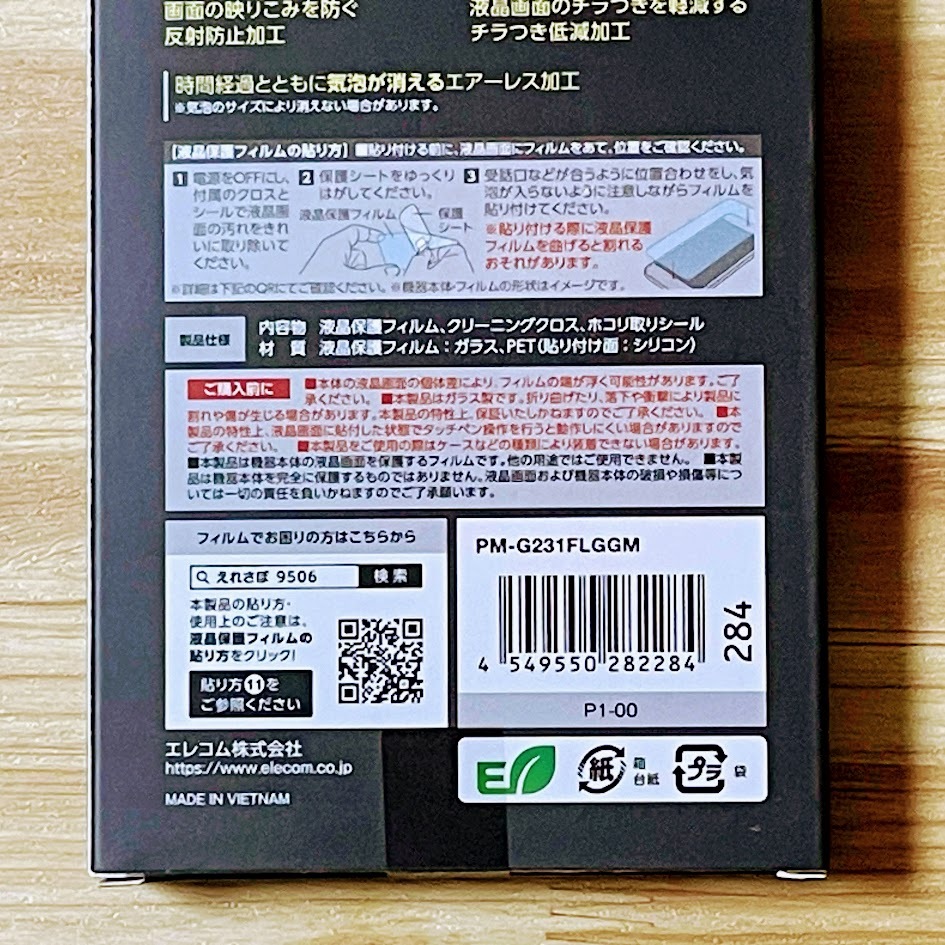 画面の映りこみを防ぐ
反射防止加工
液晶画面のチラつきを軽減する
チラつき低減加工
時間経過とともに気泡が消えるエアーレス加工
※気泡のサイズにより消えない場合があります。
【液晶保護フィルムの貼り方】 ■貼り付ける前に、液晶画面にフィルムをあて、位置をご確認ください。
1 電源をOFFにし、
付属のクロスと
シールで液晶画
面の汚れをきれ
いに取り除いて
ください。
2 保護シートをゆっくり
はがしてください。
液晶保護フィルム
保護
シート
3 受話口などが合うように位置合わせをし、気
泡が入らないように注意しながらフィルムを
貼り付けてください。
※貼り付ける際に液晶保護
フィルムを曲げると割れる
おそれがあります。
※詳細は下記のQRにてご確認ください。※機器本体・フィルムの形状はイメージです。
製品仕様
内容物 液晶保護フィルム、クリーニングクロス、ホコリ取りシール
材 質 液晶保護フィルム：ガラス、PET（貼り付け面：シリコン）
ご購入前に
■本体の液晶画面の個体差により、フィルムの端が浮く可能性があります。ご了
承ください。 ■本製品はガラス製です。折り曲げたり、落下や衝撃により製品に
割れや傷が生じる場合があります。本製品の特性上、保証いたしかねますのでご了承ください。 ■本
製品の特性上、液晶画面に貼付した状態でタッチペン操作を行うと動作しにくい場合がありますので
ご了承ください。 ■本製品をご使用の際はケースなどの種類により装着できない場合があります。
■本製品は機器本体の液晶画面を保護するフィルムです。他の用途ではご使用できません。 ■本製
品は機器本体を完全に保護するものではありません。液晶画面および機器本体の破損や損傷等につ
いては一切の責任を負いかねますのでご了承願います。
フィルムでお困りの方はこちらから
えれさぽ 9506 検索
本製品の貼り方・
使用上のご注意は、
液晶保護フィルムの
貼り方をクリック!
貼り方⑪を
ご参照ください
PM-G231FLGGM
4 549550 282284
284
P1-00
エレコム株式会社
https://www.elecom.co.jp
MADE IN VIETNAM
紙
箱
台紙
プラ
袋